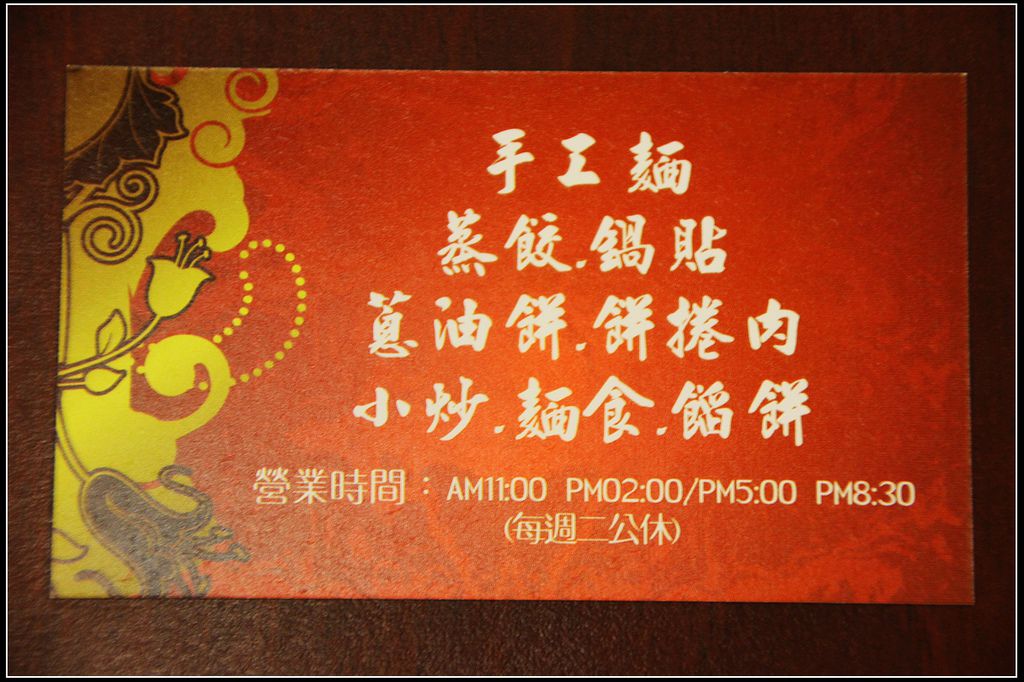 手工麵
蒸餃.鍋貼
蔥油餅.餅捲肉
小炒.麵食.餡餅
營業時間：AM11:00 PM02:00/PM5:00 PM8:30
(每週二公休)